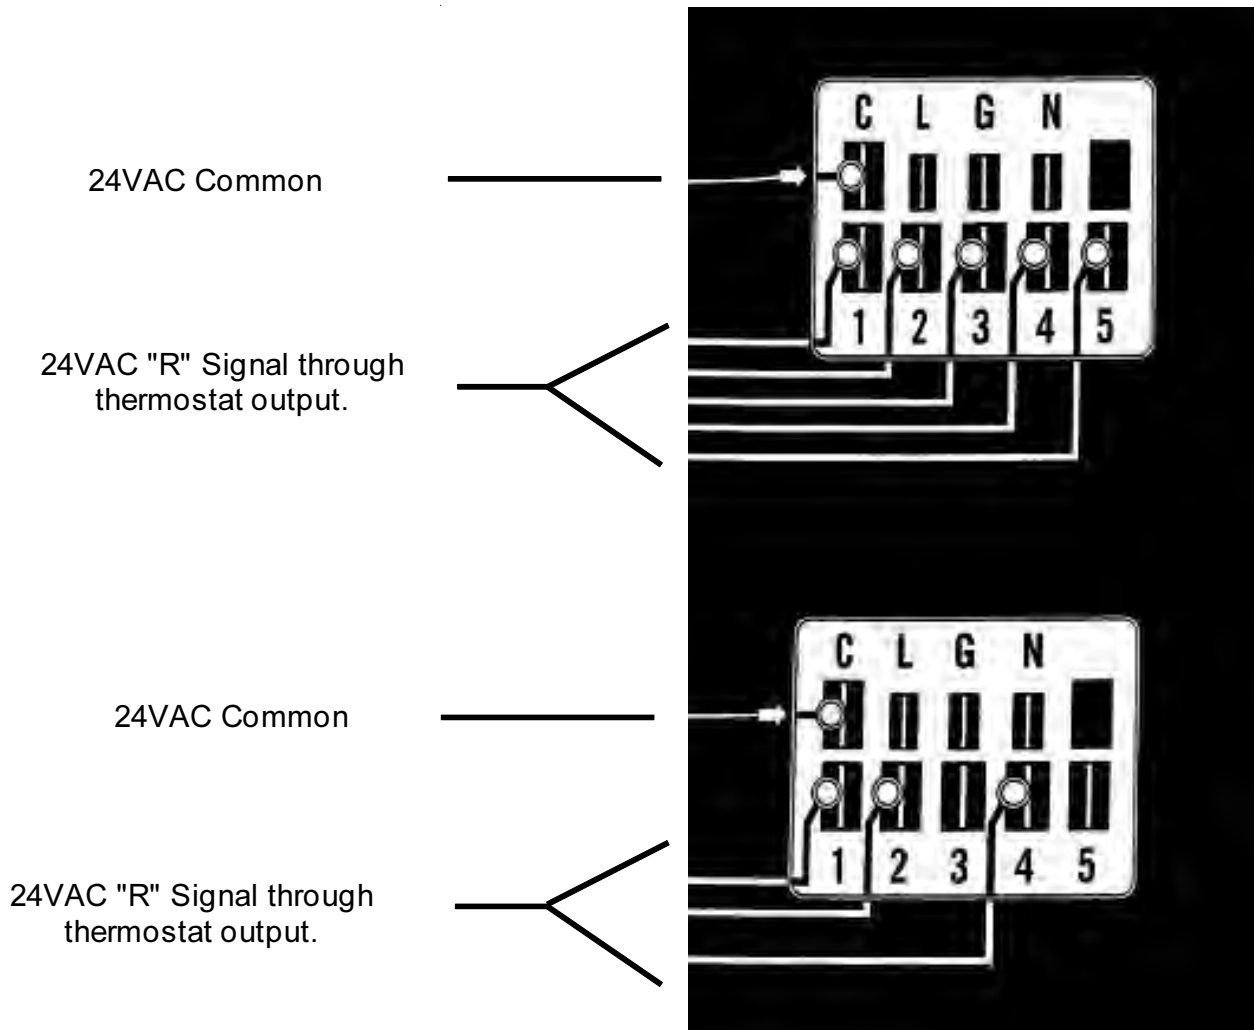 C L G N
24VAC Common
1 2 3 4 5
24VAC "R" Signal through
thermostat output.
C L G N
24VAC Common
1 2 3 4 5
24VAC "R" Signal through
thermostat output.